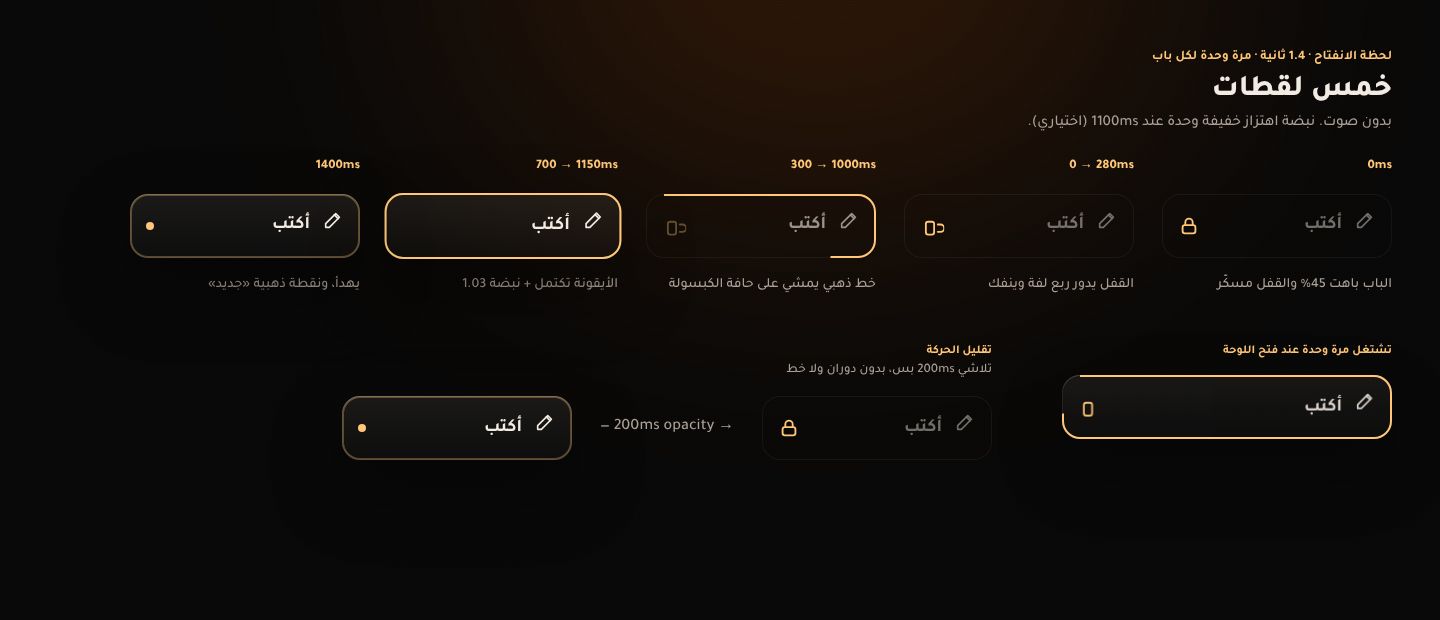 لحظة الانفتاح · 1.4 ثانية · مرة وحدة لكل باب
خمس لقطات
بدون صوت. نبضة اهتزاز خفيفة وحدة عند 1100ms (اختياري).
0ms
0 → 280ms
300 → 1000ms
700 → 1150ms
1400ms
أكتب
أكتب
أكتب
أكتب
أكتب
الباب باهت 45% والقفل مسكّر
القفل يدور ربع لفة وينفك
خط ذهبي يمشي على حافة الكبسولة
الأيقونة تكتمل + نبضة 1.03
يهدأ، ونقطة ذهبية «جديد»
تشتغل مرة وحدة عند فتح اللوحة
أكتب
تقليل الحركة
تلاشي 200ms بس، بدون دوران ولا خط
أكتب
— 200ms opacity →
أكتب